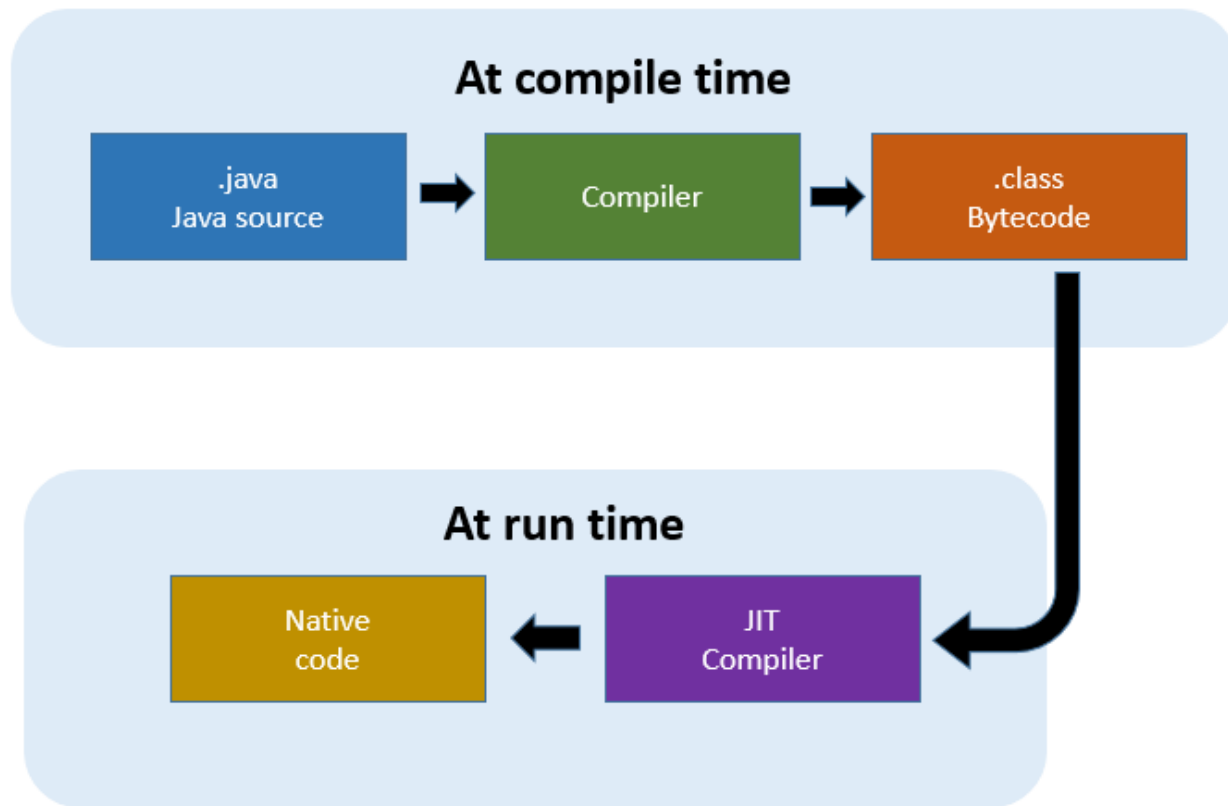 At compile time
.java
Java source
Compiler
.class
Bytecode
At run time
Native
code
JIT
Compiler